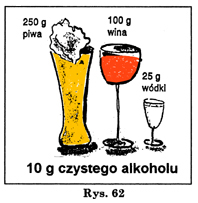 250 g
piwa
100 g
wina
25 g
wódki
10 g czystego alkoholu
Rys. 62